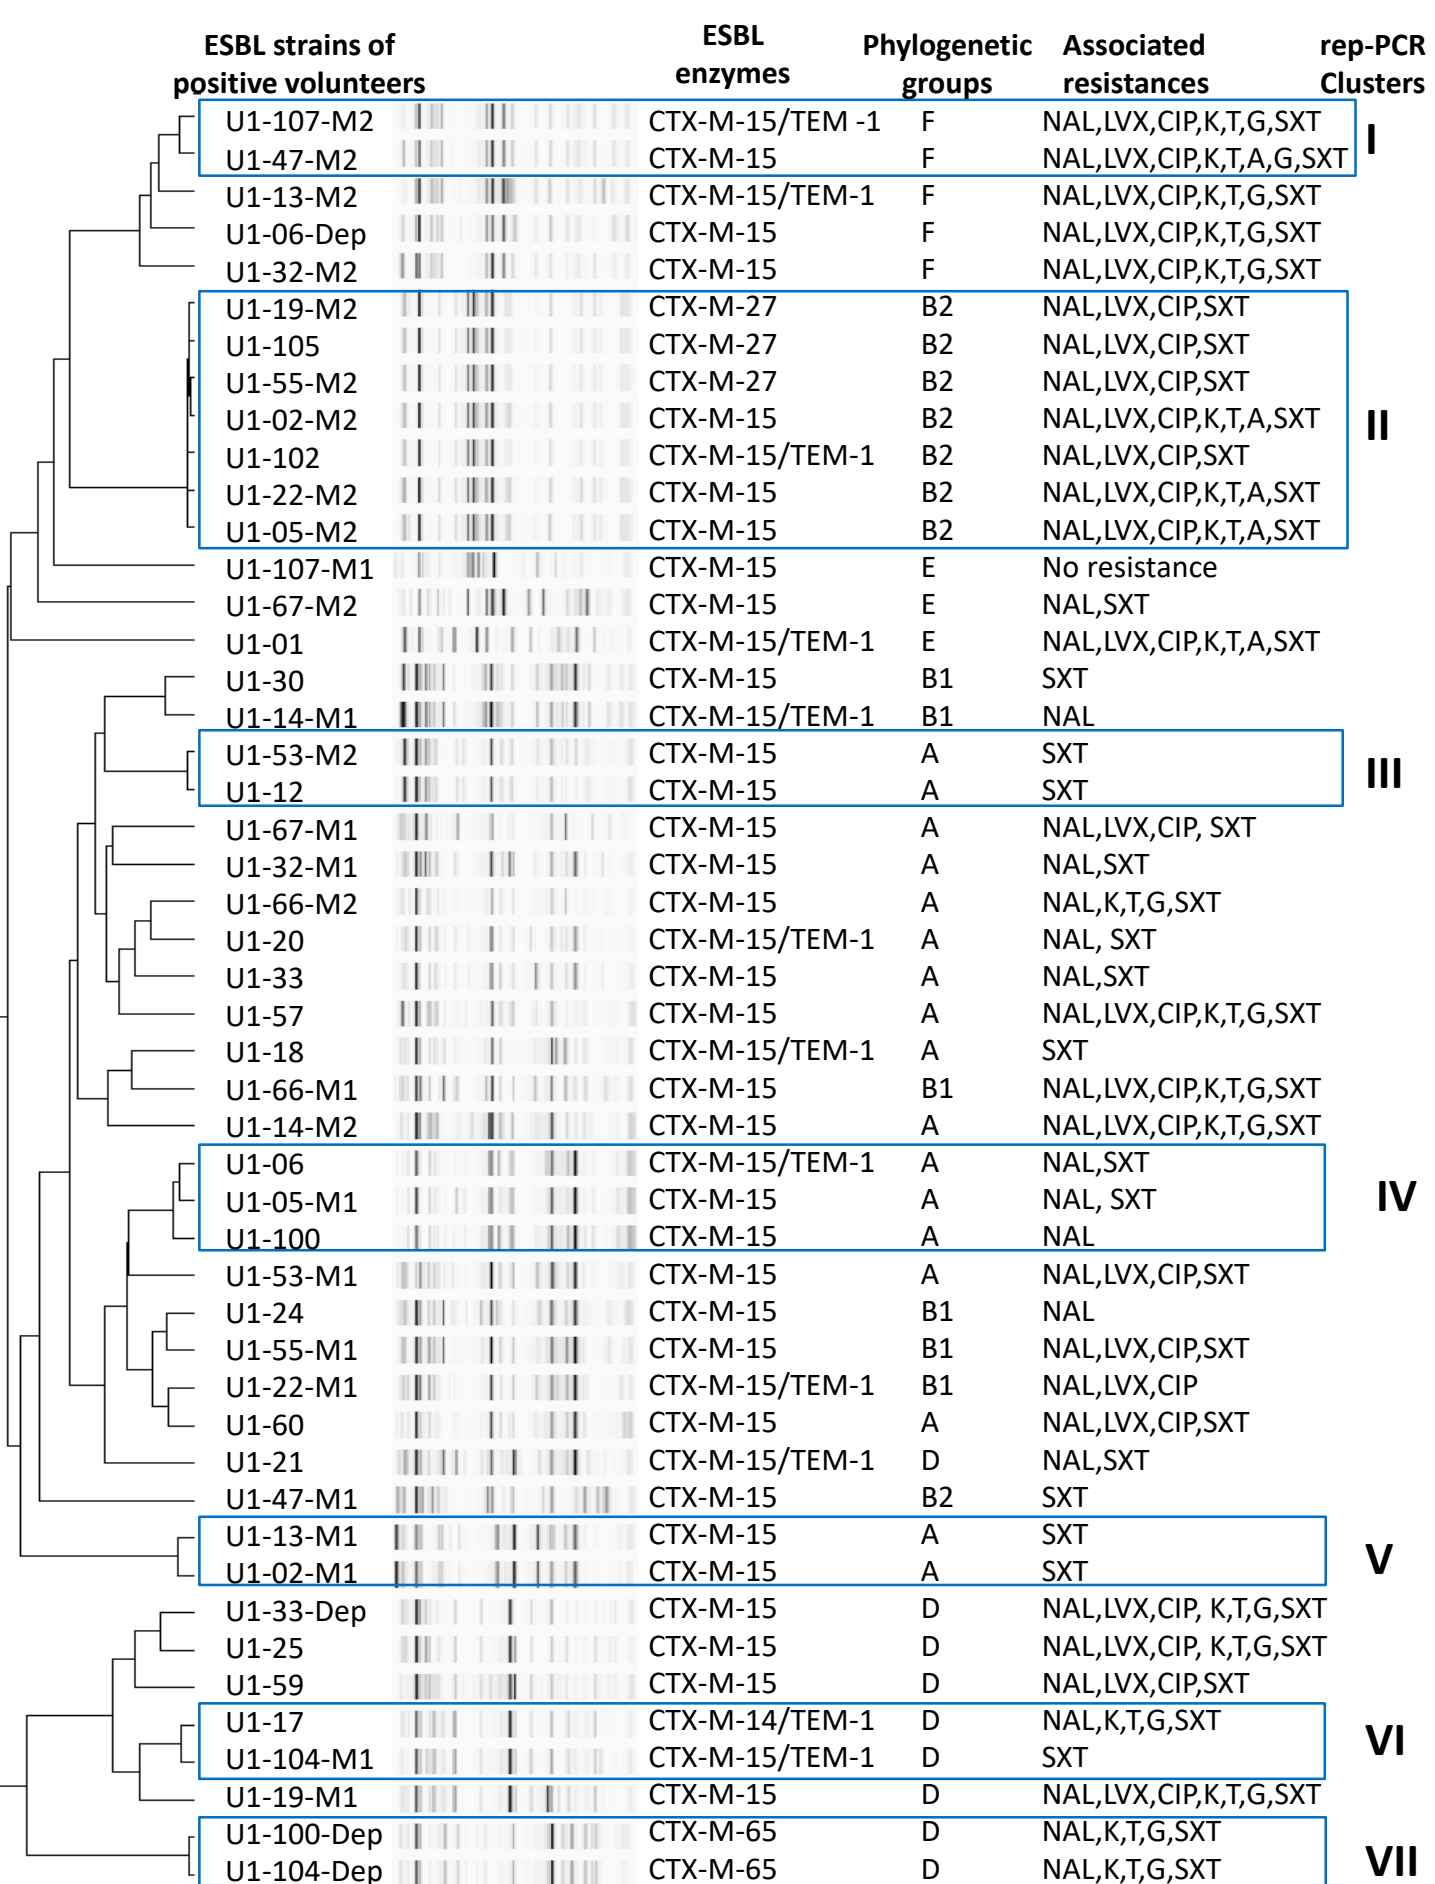 ESBL strains of positive volunteers ESBL enzymes Phylogenetic groups Associated resistances rep-PCR Clusters
U1-107-M2 CTX-M-15/TEM -1 F NAL,LVX,CIP,K,T,G,SXT I
U1-47-M2 CTX-M-15 F NAL,LVX,CIP,K,T,A,G,SXT
U1-13-M2 CTX-M-15/TEM-1 F NAL,LVX,CIP,K,T,G,SXT
U1-06-Dep CTX-M-15 F NAL,LVX,CIP,K,T,G,SXT
U1-32-M2 CTX-M-15 F NAL,LVX,CIP,K,T,G,SXT
U1-19-M2 CTX-M-27 B2 NAL,LVX,CIP,SXT
U1-105 CTX-M-27 B2 NAL,LVX,CIP,SXT
U1-55-M2 CTX-M-27 B2 NAL,LVX,CIP,SXT
U1-02-M2 CTX-M-15 B2 NAL,LVX,CIP,K,T,A,SXT II
U1-102 CTX-M-15/TEM-1 B2 NAL,LVX,CIP,SXT
U1-22-M2 CTX-M-15 B2 NAL,LVX,CIP,K,T,A,SXT
U1-05-M2 CTX-M-15 B2 NAL,LVX,CIP,K,T,A,SXT
U1-107-M1 CTX-M-15 E No resistance
U1-67-M2 CTX-M-15 E NAL,SXT
U1-01 CTX-M-15/TEM-1 E NAL,LVX,CIP,K,T,A,SXT
U1-30 CTX-M-15 B1 SXT
U1-14-M1 CTX-M-15/TEM-1 B1 NAL
U1-53-M2 CTX-M-15 A SXT III
U1-12 CTX-M-15 A SXT
U1-67-M1 CTX-M-15 A NAL,LVX,CIP, SXT
U1-32-M1 CTX-M-15 A NAL,SXT
U1-66-M2 CTX-M-15 A NAL,K,T,G,SXT
U1-20 CTX-M-15/TEM-1 A NAL, SXT
U1-33 CTX-M-15 A NAL,SXT
U1-57 CTX-M-15 A NAL,LVX,CIP,K,T,G,SXT
U1-18 CTX-M-15/TEM-1 A SXT
U1-66-M1 CTX-M-15 B1 NAL,LVX,CIP,K,T,G,SXT
U1-14-M2 CTX-M-15 A NAL,LVX,CIP,K,T,G,SXT
U1-06 CTX-M-15/TEM-1 A NAL,SXT
U1-05-M1 CTX-M-15 A NAL, SXT IV
U1-100 CTX-M-15 A NAL
U1-53-M1 CTX-M-15 A NAL,LVX,CIP,SXT
U1-24 CTX-M-15 B1 NAL
U1-55-M1 CTX-M-15 B1 NAL,LVX,CIP,SXT
U1-22-M1 CTX-M-15/TEM-1 B1 NAL,LVX,CIP
U1-60 CTX-M-15 A NAL,LVX,CIP,SXT
U1-21 CTX-M-15/TEM-1 D NAL,SXT
U1-47-M1 CTX-M-15 B2 SXT
U1-13-M1 CTX-M-15 A SXT V
U1-02-M1 CTX-M-15 A SXT
U1-33-Dep CTX-M-15 D NAL,LVX,CIP, K,T,G,SXT
U1-25 CTX-M-15 D NAL,LVX,CIP, K,T,G,SXT
U1-59 CTX-M-15 D NAL,LVX,CIP,SXT
U1-17 CTX-M-14/TEM-1 D NAL,K,T,G,SXT VI
U1-104-M1 CTX-M-15/TEM-1 D SXT
U1-19-M1 CTX-M-15 D NAL,LVX,CIP,K,T,G,SXT
U1-100-Dep CTX-M-65 D NAL,K,T,G,SXT VII
U1-104-Dep CTX-M-65 D NAL,K,T,G,SXT